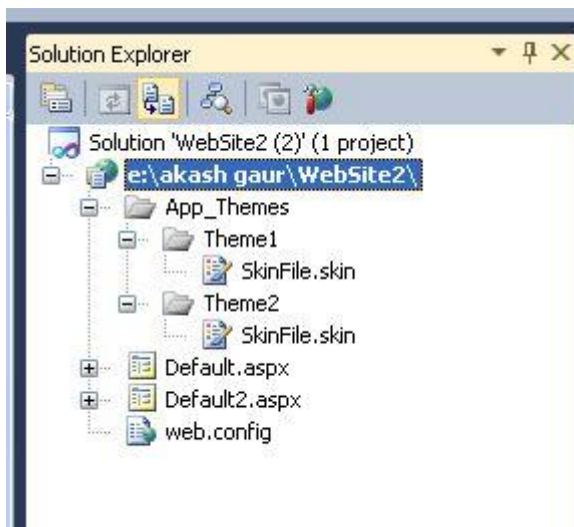 Solution Explorer
Solution 'WebSite2 (2)' (1 project)
e:\akash gaur\WebSite2\
App_Themes
Theme1
SkinFile.skin
Theme2
SkinFile.skin
Default.aspx
Default2.aspx
web.config